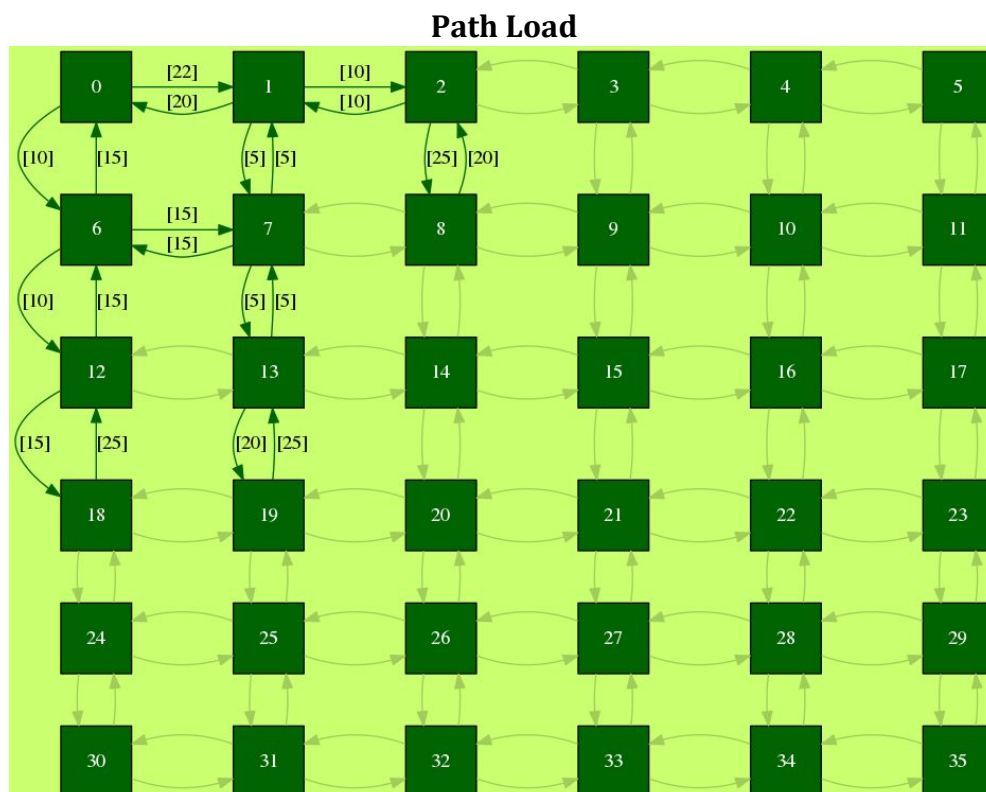 Path Load
0 [22] 1 [10] 2 3 4 5
[20] [10]
[10] [15] [5] [5] [25] [20]
6 [15] 7 8 9 10 11
[15]
[10] [15] [5] [5]
12 13 14 15 16 17
[15] [25] [20] [25]
18 19 20 21 22 23
24 25 26 27 28 29
30 31 32 33 34 35